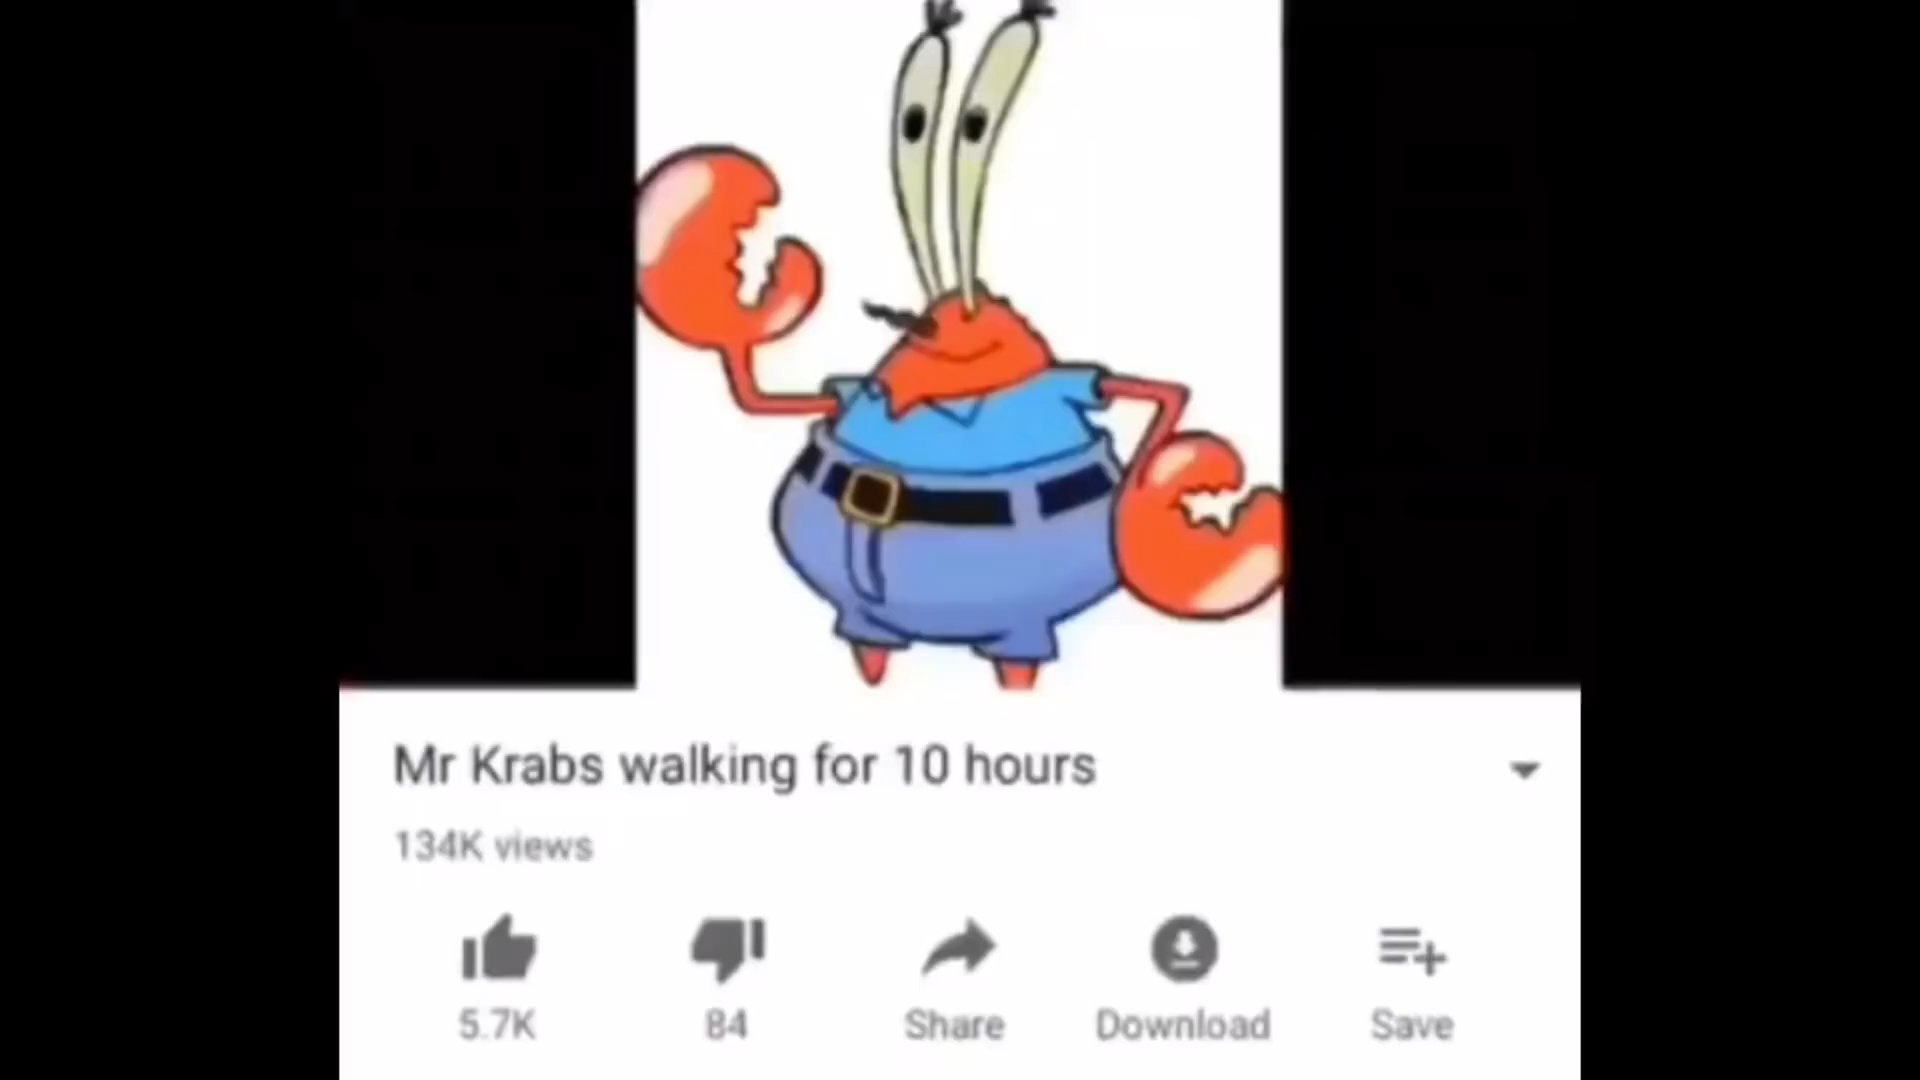 Mr Krabs walking for 10 hours
134K views
5.7K
84
Share
Download
Save